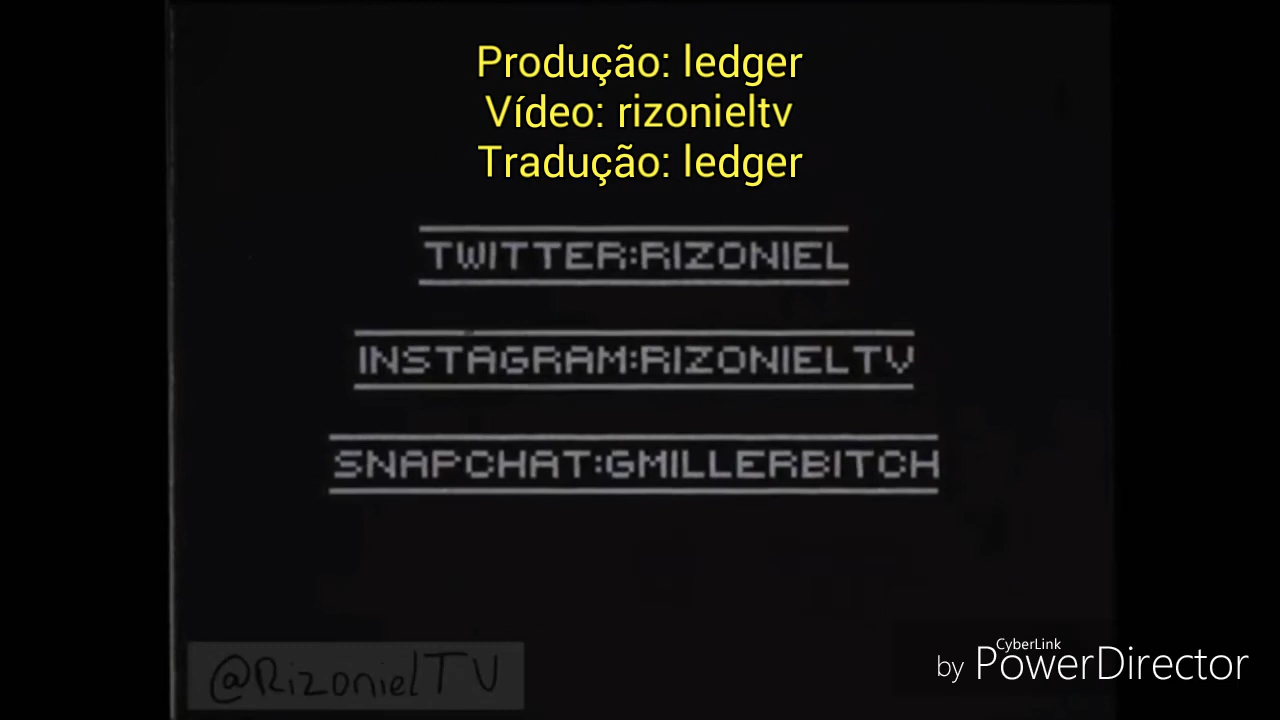 Produção: ledger
Vídeo: rizonieltv
Tradução: ledger
TWITTER:RIZONIEL
INSTAGRAM:RIZONIELTV
SNAPCHAT:GMILLERBITCH
@RizonielTV
CyberLink
by PowerDirector